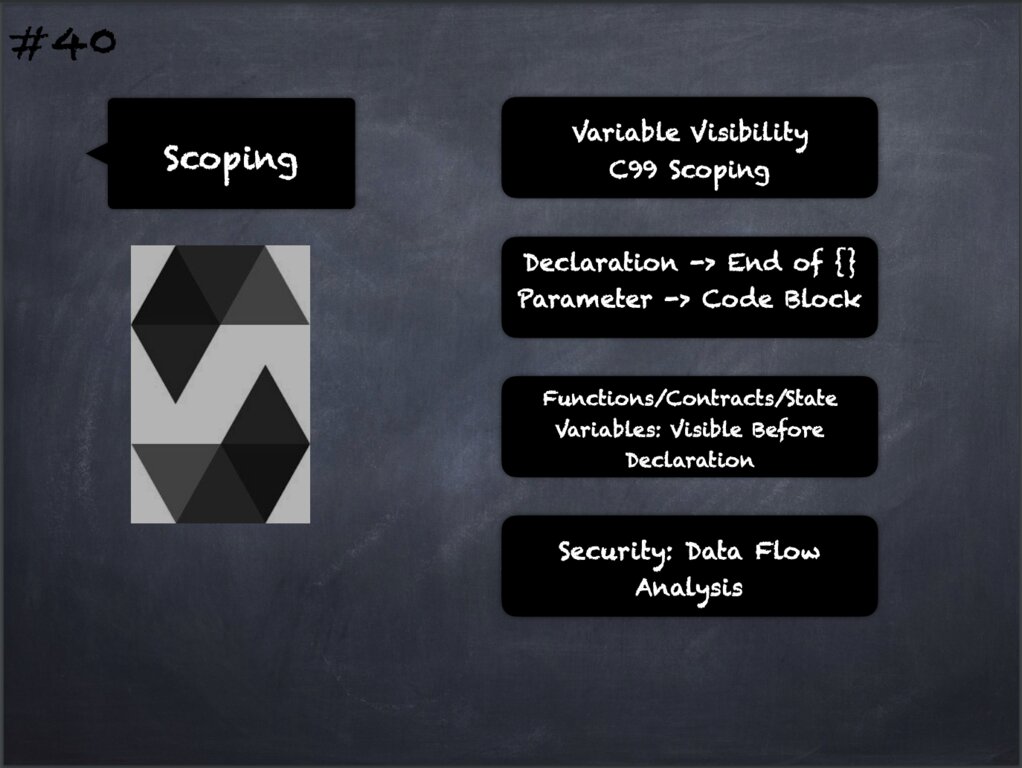 #40
Scoping
Variable Visibility
C99 Scoping
Declaration -> End of {}
Parameter -> Code Block
Functions/Contracts/State
Variables: Visible Before
Declaration
Security: Data Flow
Analysis